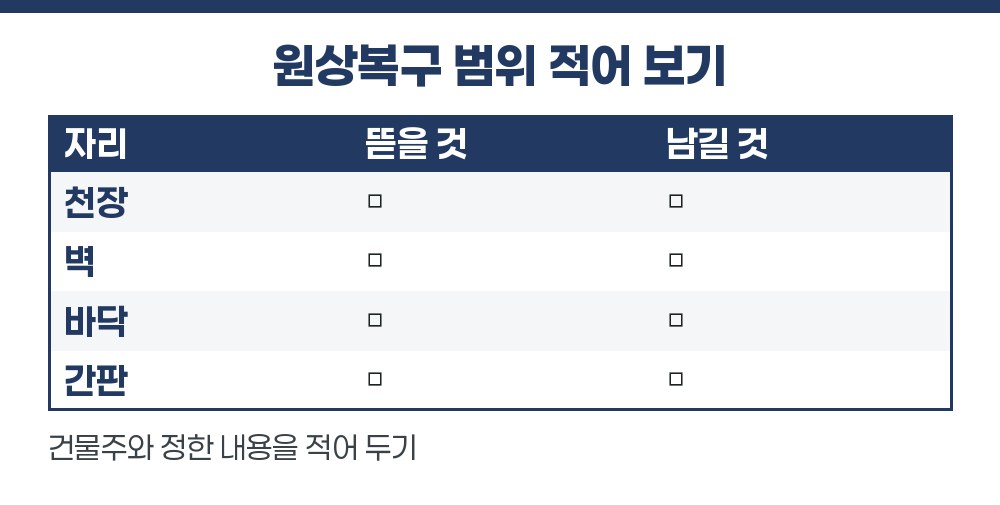 원상복구 범위 적어 보기
자리 뜯을 것 남길 것
천장 □ □
벽 □ □
바닥 □ □
간판 □ □
건물주와 정한 내용을 적어 두기